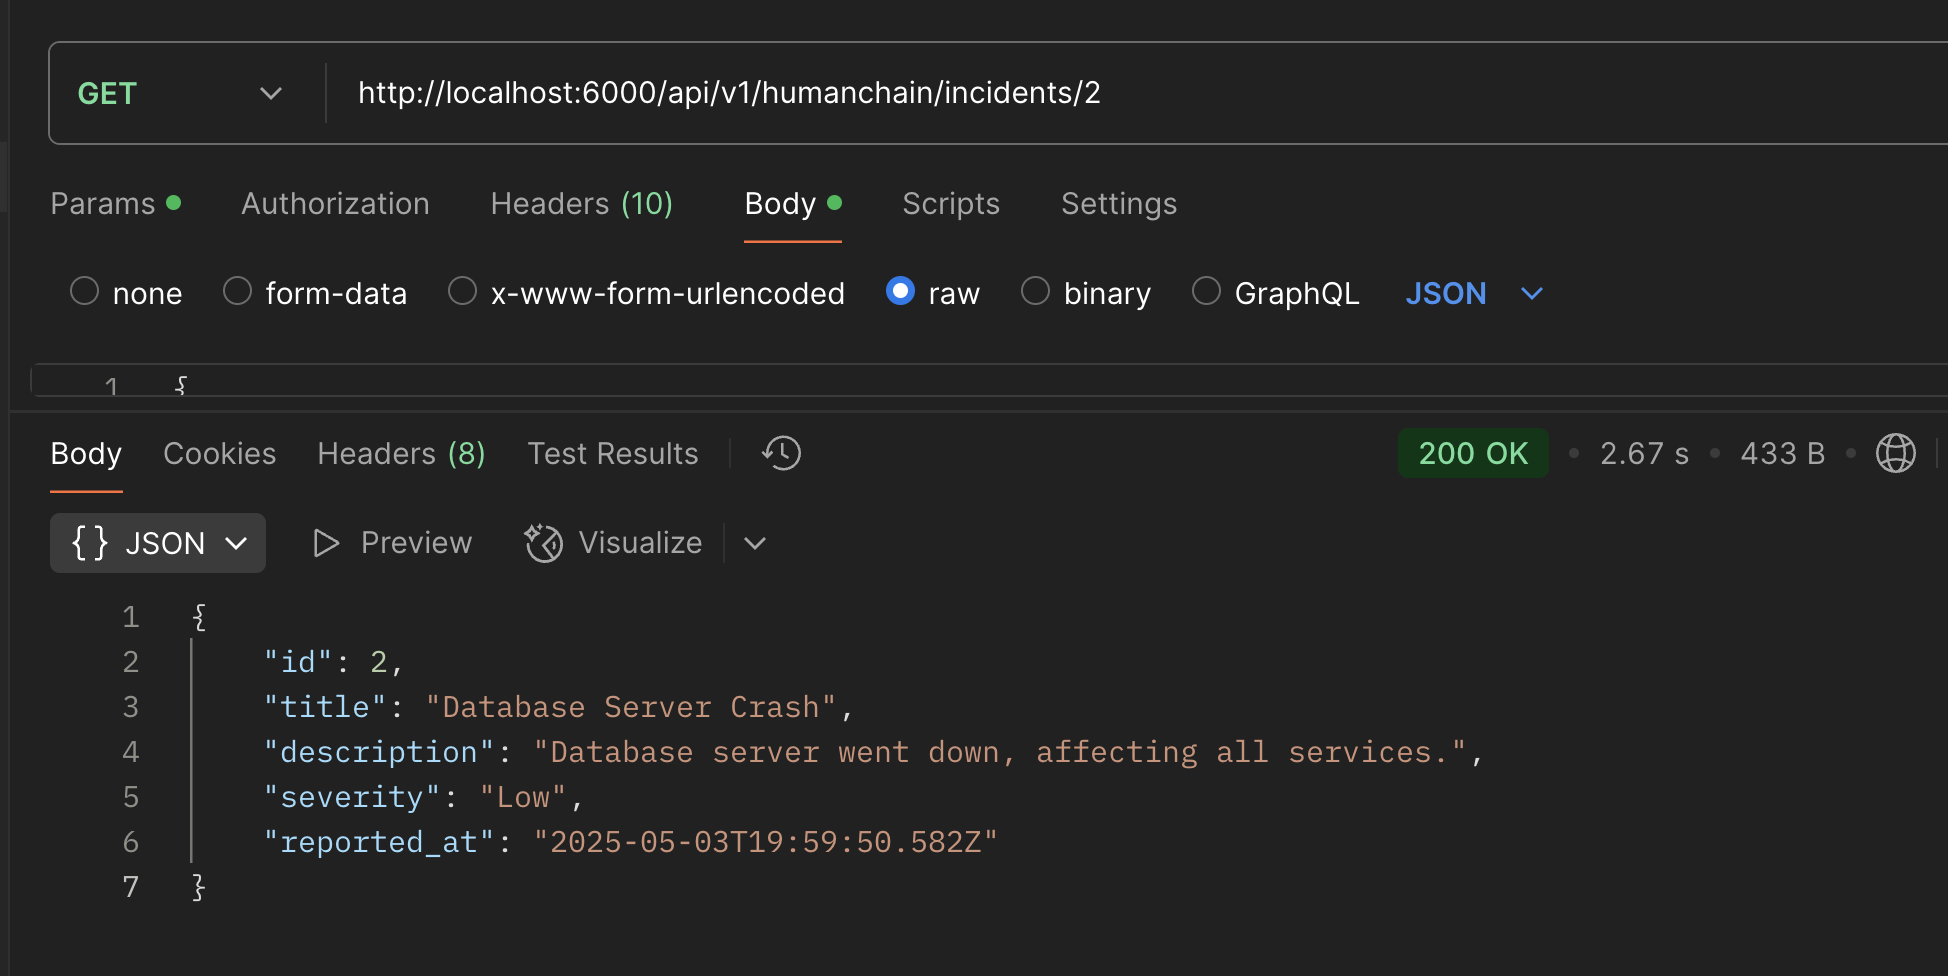 GET http://localhost:6000/api/v1/humanchain/incidents/2
Params Authorization Headers (10) Body Scripts Settings
none form-data x-www-form-urlencoded raw binary GraphQL JSON
1 {
Body Cookies Headers (8) Test Results 200 OK • 2.67 s • 433 B •
{} JSON Preview Visualize
1 {
2 "id": 2,
3 "title": "Database Server Crash",
4 "description": "Database server went down, affecting all services.",
5 "severity": "Low",
6 "reported_at": "2025-05-03T19:59:50.582Z"
7 }